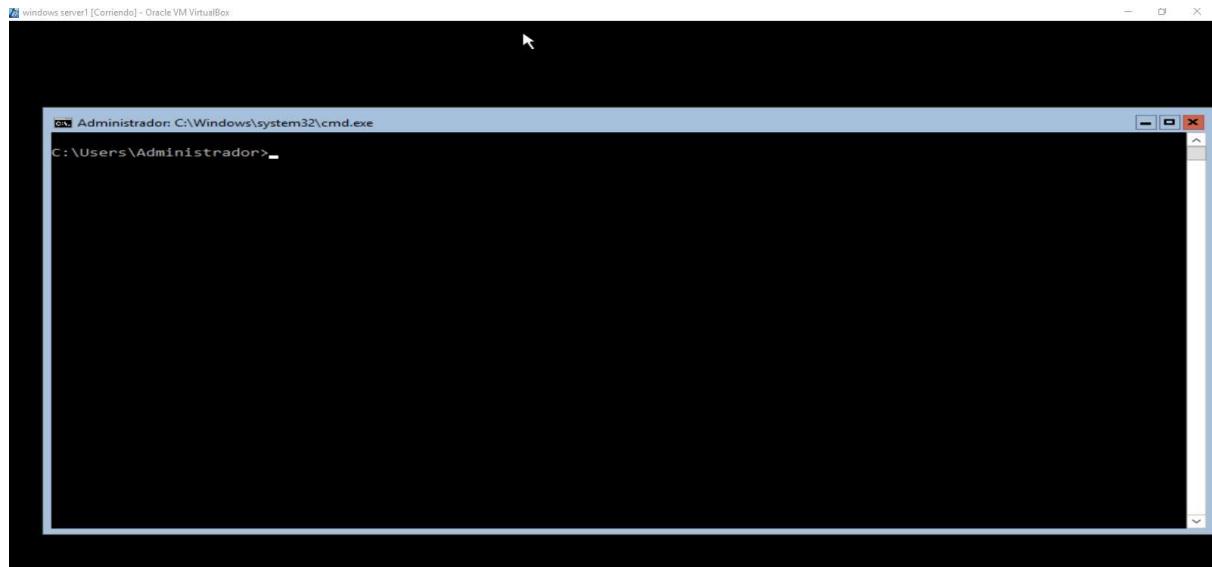 windows server1 [Corriendo] - Oracle VM VirtualBox
Administrador: C:\Windows\system32\cmd.exe
C:\Users\Administrador>